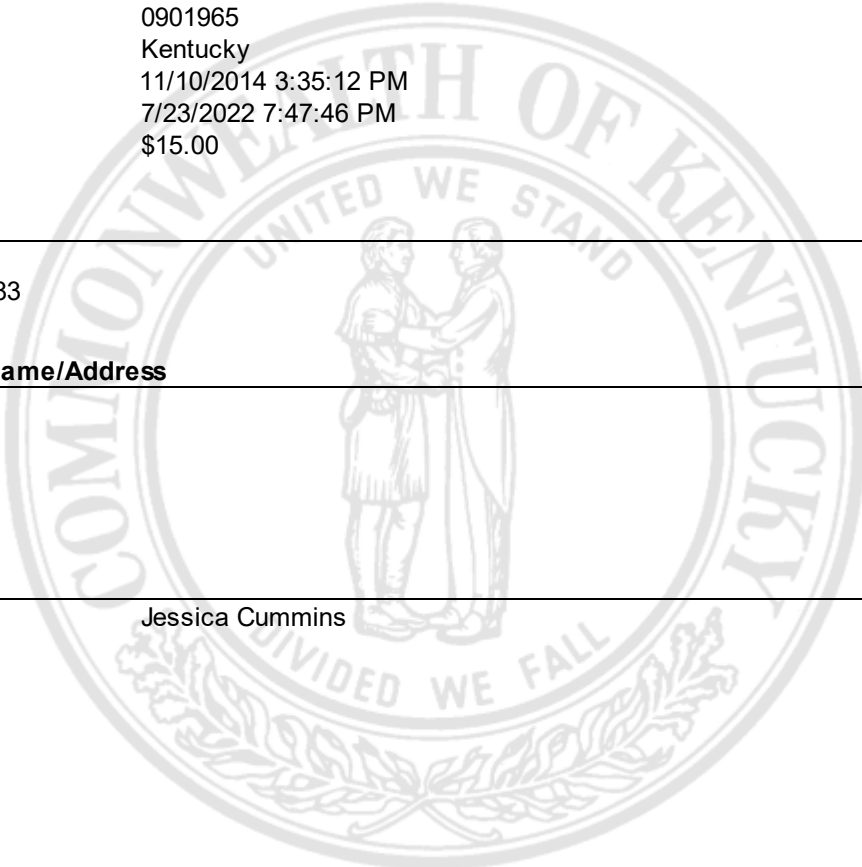 0901965
Kentucky
11/10/2014 3:35:12 PM
7/23/2022 7:47:46 PM
$15.00
COMMONWEALTH OF KENTUCKY
UNITED WE STAND
33
ame/Address
Jessica Cummins
DIVIDED WE FALL